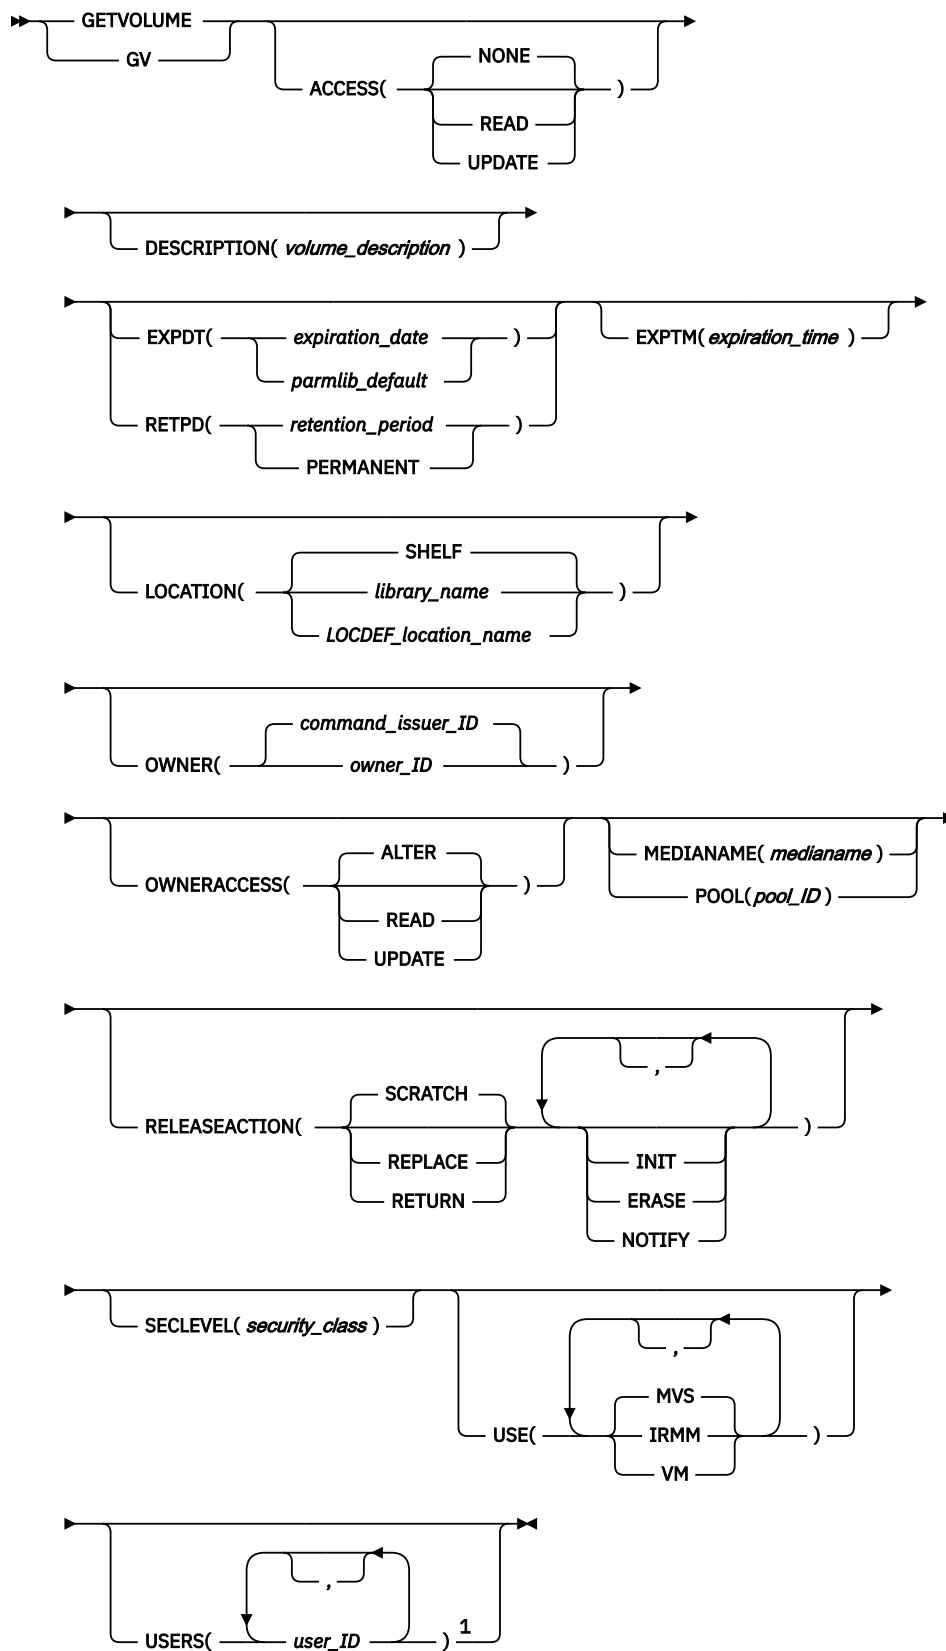 GETVOLUME
GV
NONE
ACCESS( )
READ
UPDATE
DESCRIPTION( volume_description )
EXPDT( expiration_date )
parmlib_default
EXPTM( expiration_time )
RETPD( retention_period )
PERMANENT
SHELF
LOCATION( library_name )
LOCDEF_location_name
command_issuer_ID
OWNER( owner_ID )
ALTER
OWNERACCESS( )
READ
UPDATE
MEDIANAME( medianame )
POOL( pool_ID )
,
SCRATCH
RELEASEACTION( )
REPLACE INIT
RETURN ERASE
NOTIFY
SECLEVEL( security_class )
,
MVS
USE( IRMM )
VM
,
USERS( user_ID ) 1